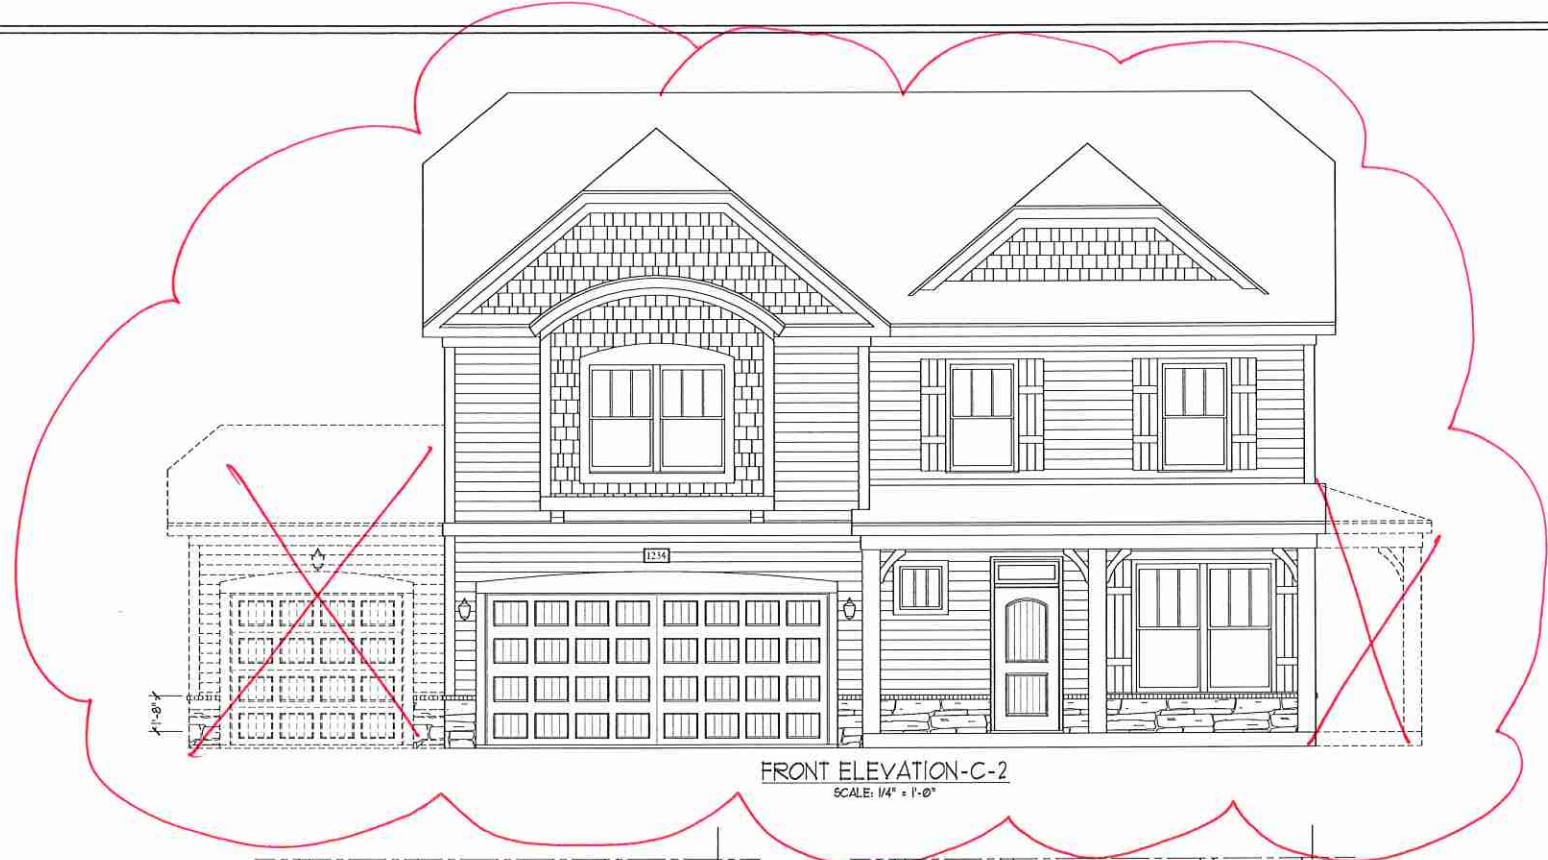 1234
1'-8"
FRONT ELEVATION-C-2
SCALE: 1/4" = 1'-0"